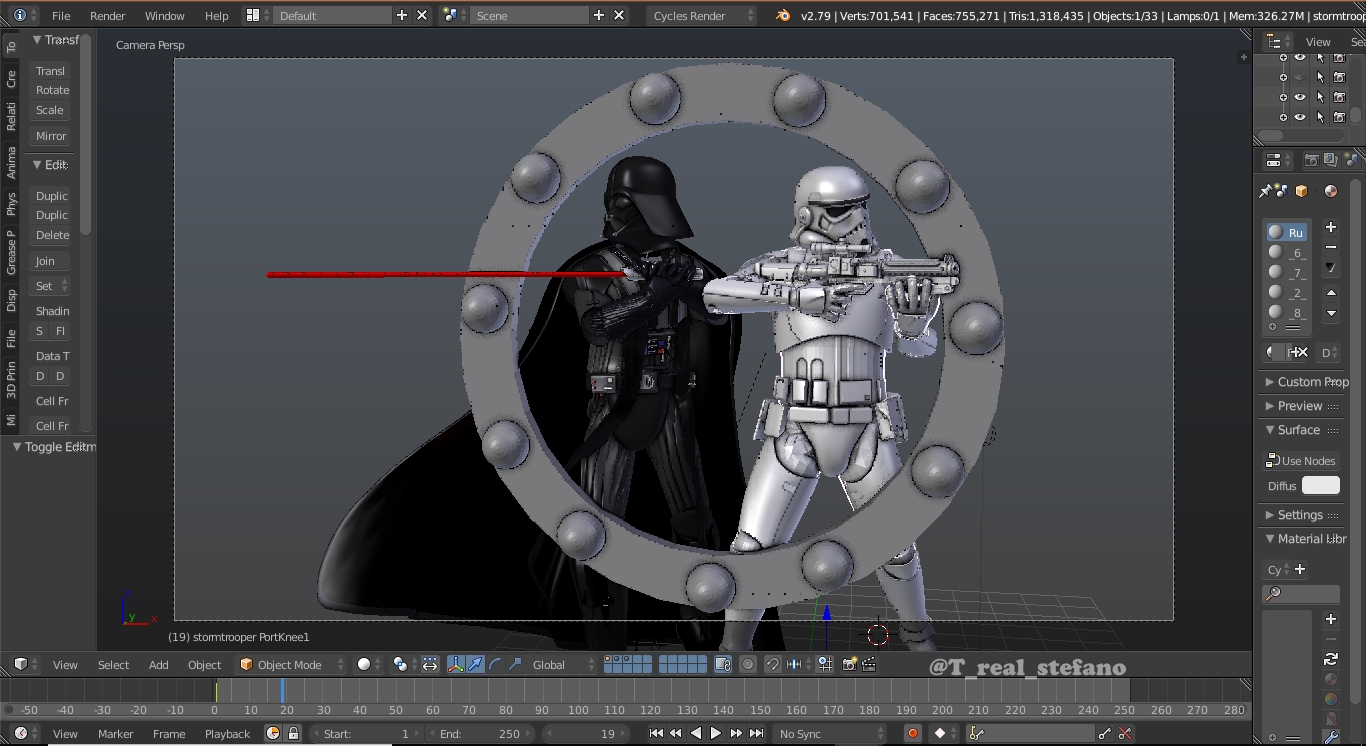 File Render Window Help Default Scene Cycles Render v2.79 | Verts:701,541 | Faces:755,271 | Tris:1,318,435 | Objects:1/33 | Lamps:0/1 | Mem:326.27M | stormtroop
Transf
Camera Persp
View Sea
To
Transl
Rotate
Scale
Mirror
Cre
Relati
Edit:
Anima
Duplic
Duplic
Delete
Phys
Join
Grease P
Set
Shadin
Disp
S Fl
File
Data T
D D
3D Prin
Cell Fr
Mi
Cell Fr
Toggle Editm
Ru
_6_
_7_
_2_
_8_
D
Custom Prop
Preview
Surface
Use Nodes
Diffus
Settings
Material Libr
Cy
z
y x
(19) stormtrooper PortKnee1
View Select Add Object Object Mode Global
@T_real_stefano
-50 -40 -30 -20 -10 0 10 20 30 40 50 60 70 80 90 100 110 120 130 140 150 160 170 180 190 200 210 220 230 240 250 260 270 280
View Marker Frame Playback Start: 1 End: 250 19 No Sync